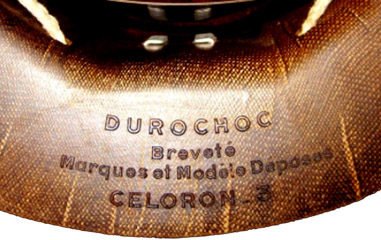 DUROCHOC
Breveté
Marques et Modèle Déposés
CELORON-3